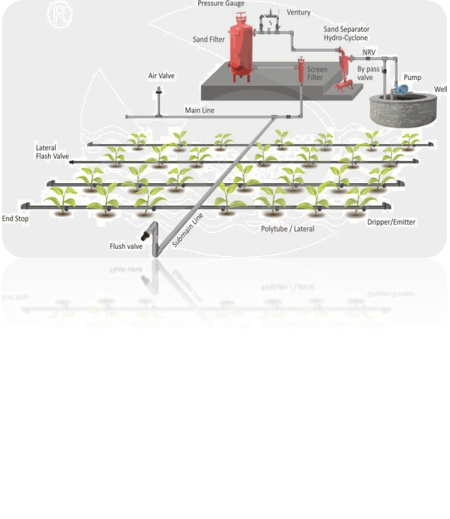 Pressure Gauge
Ventury
Sand Filter
Sand Separator
Hydro-Cyclone
NRV
Screen
Filter
By pass
valve
Pump
Well
Air Valve
Main Line
Lateral
Flash Valve
End Stop
Dripper/Emitter
Submain Line
Polytube / Lateral
Flush valve
®